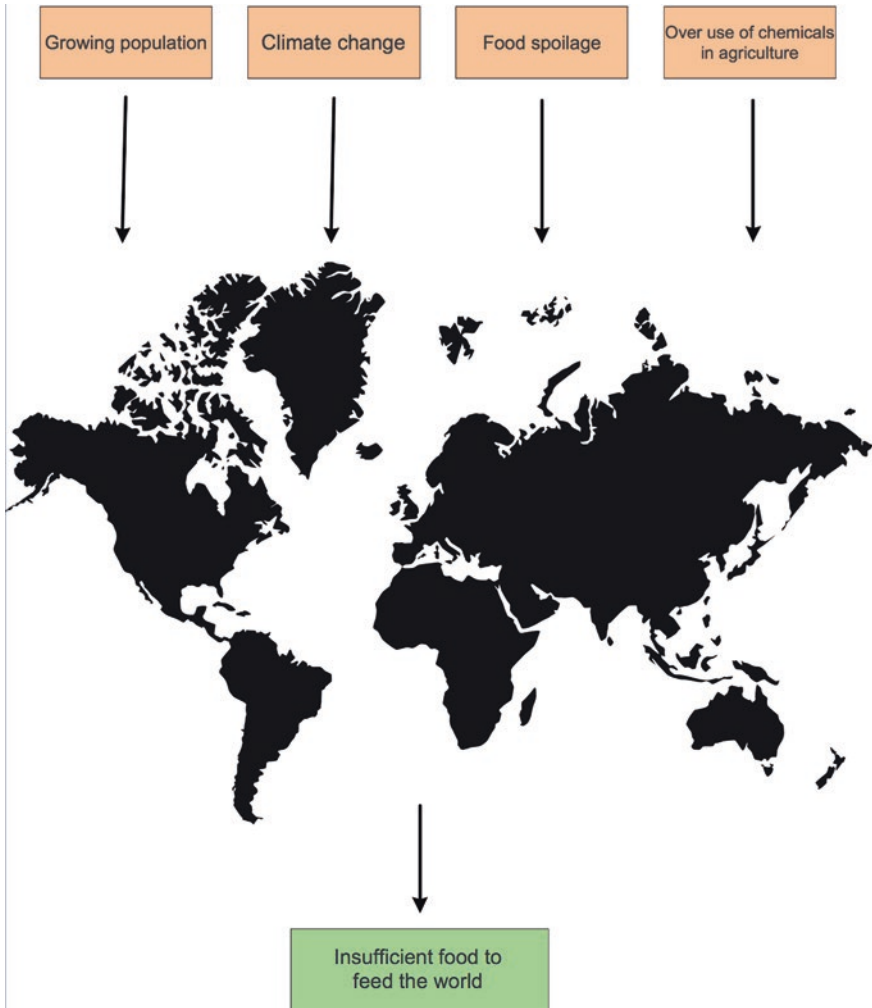 Growing population
Climate change
Food spoilage
Over use of chemicals
in agriculture
Insufficient food to
feed the world